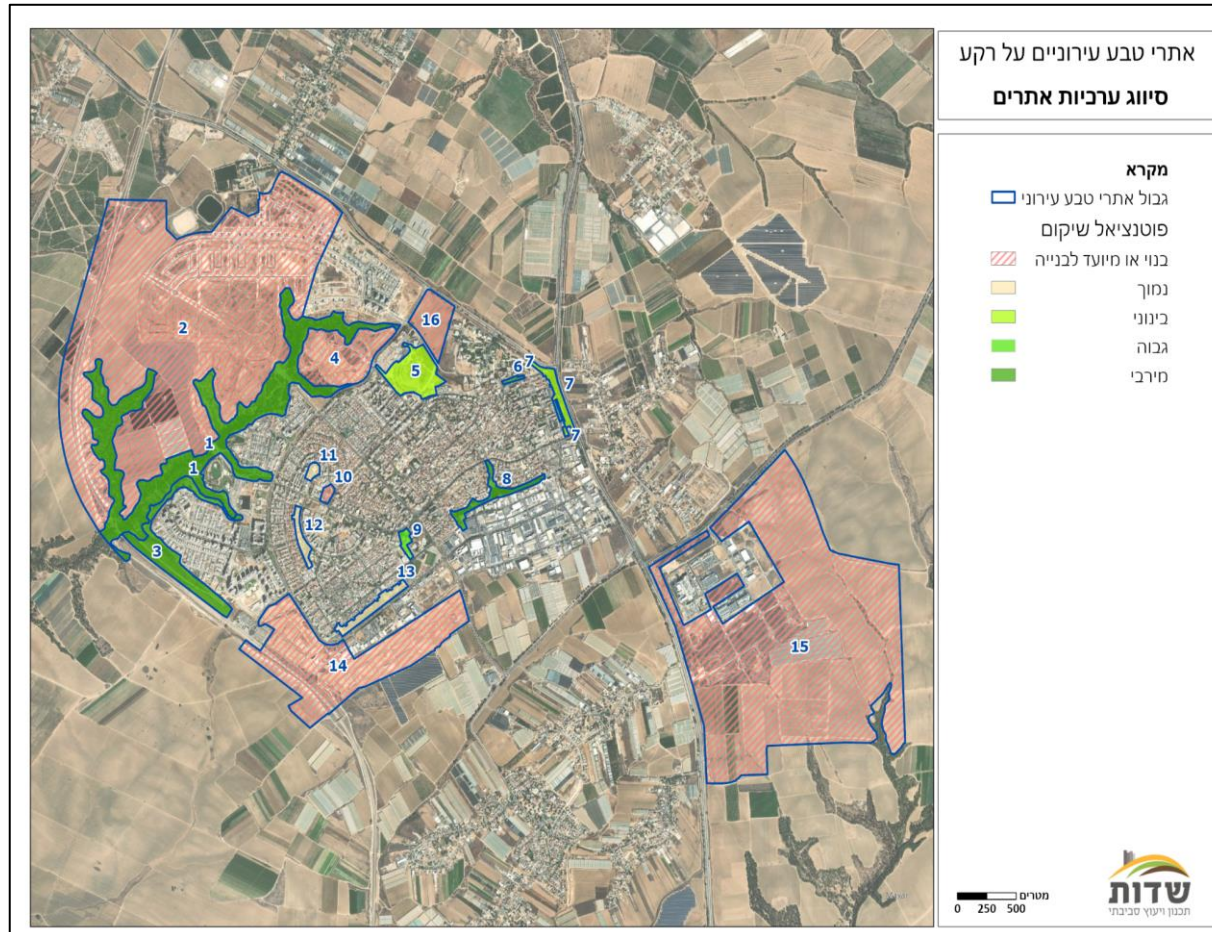 אתרי טבע עירוניים על רקע
סיווג ערכיות אתרים
מקרא
גבול אתרי טבע עירוני
פוטנציאל שיקום
בנוי או מיועד לבנייה
נמוך
בינוני
גבוה
מירבי
2
16
4
5
6
7
7
7
1
1
11
10
8
12
9
3
13
14
15
מטרים
0 250 500
שדות
תכנון ויעוץ סביבתי